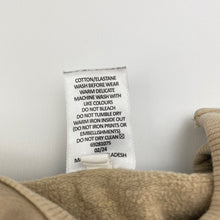 COTTON/ELASTANE
WASH BEFORE WEAR
WARM DELICATE
MACHINE WASH WITH
LIKE COLOURS
DO NOT BLEACH
DO NOT TUMBLE DRY
WARM IRON INSIDE OUT
(DO NOT IRON PRINTS OR
EMBELLISHMENTS)
DO NOT DRY CLEAN
69283075
02/24